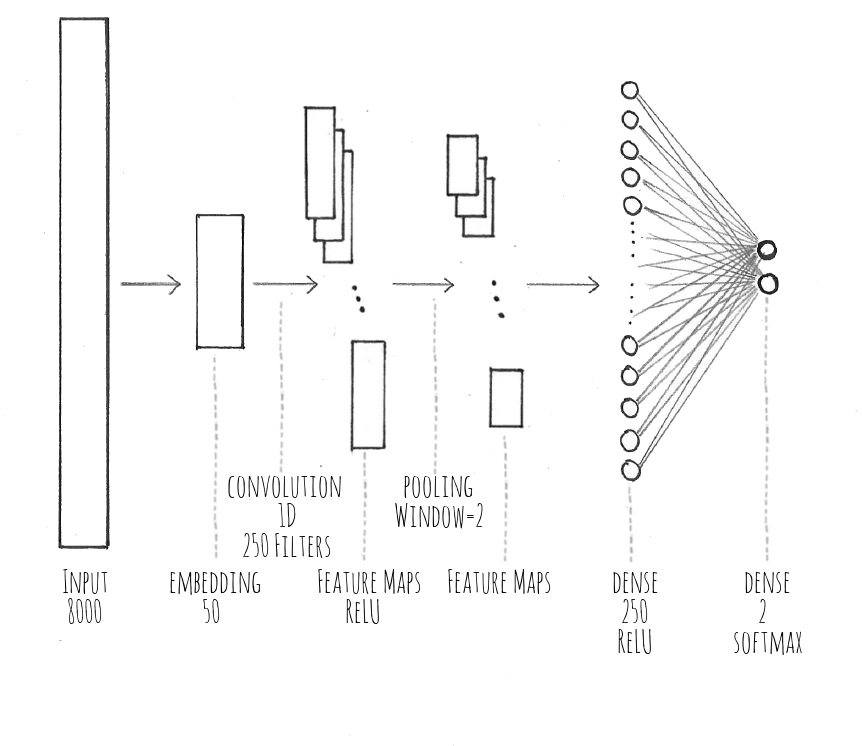 CONVOLUTION
1D
250 FILTERS
POOLING
WINDOW=2
INPUT
8000
EMBEDDING
50
FEATURE MAPS
ReLU
FEATURE MAPS
DENSE
250
ReLU
DENSE
2
SOFTMAX